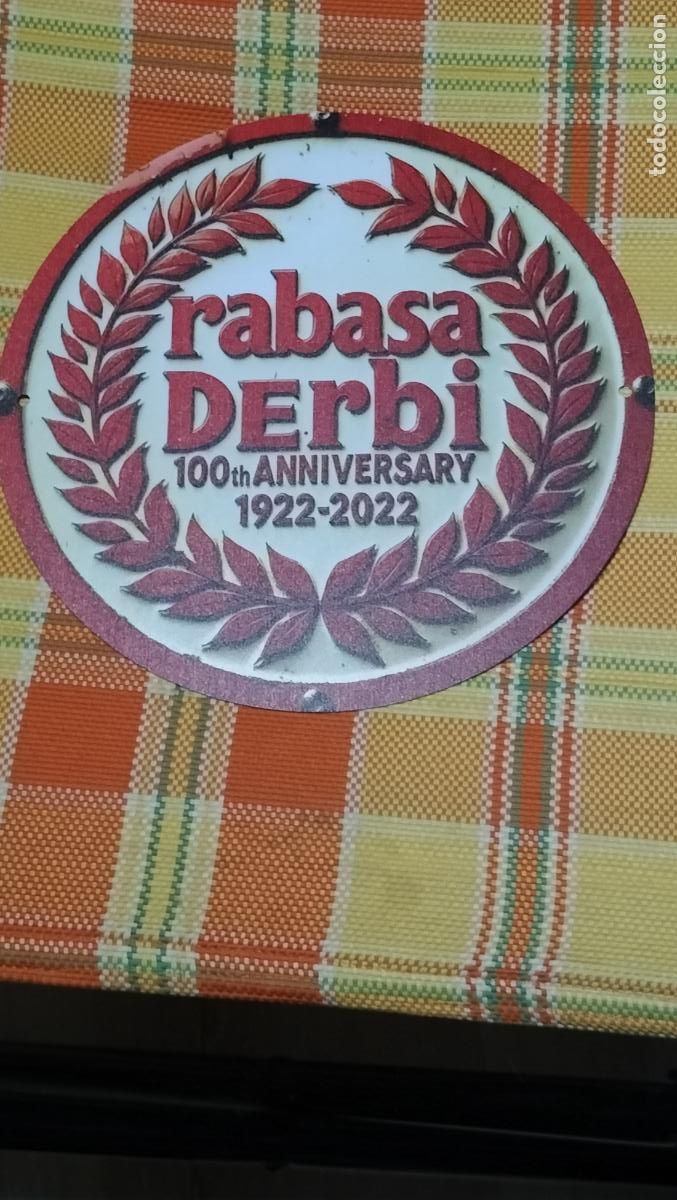 todocoleccion
rabasa
DErbi
100th ANNIVERSARY
1922-2022